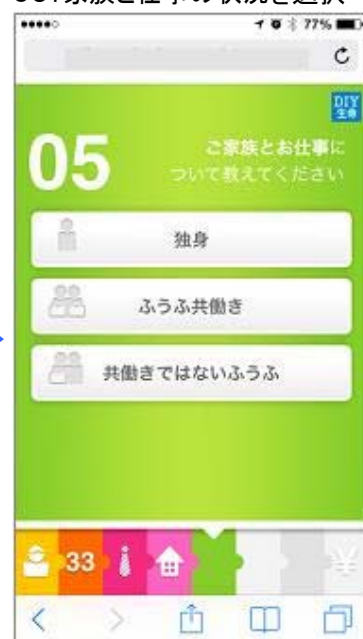 05.家族と仕事の状況を選択
77%
DIY
生命
05
ご家族とお仕事に
ついて教えてください
独身
ふうふ共働き
共働きではないふうふ
33
¥